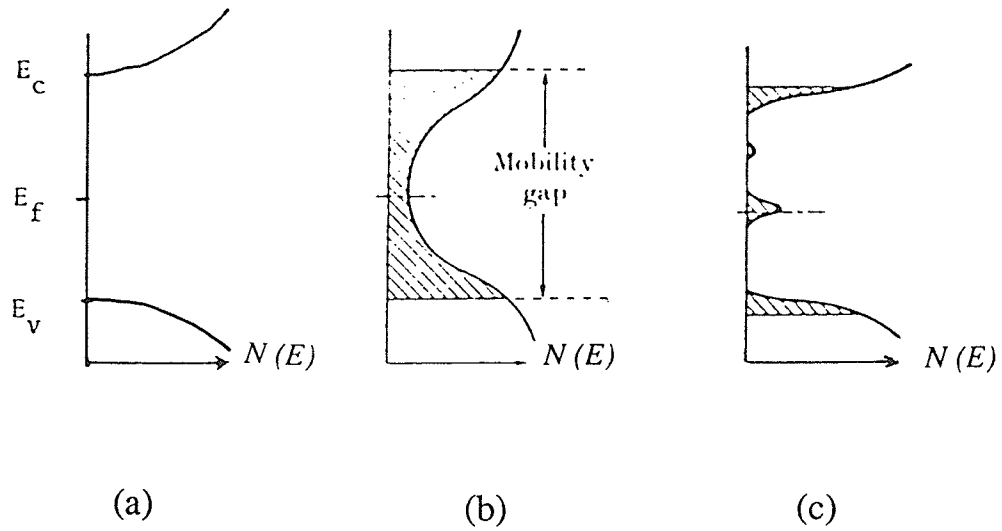 E_c
E_f
E_v
N (E)
(a)
Mobility
gap
N (E)
(b)
N (E)
(c)